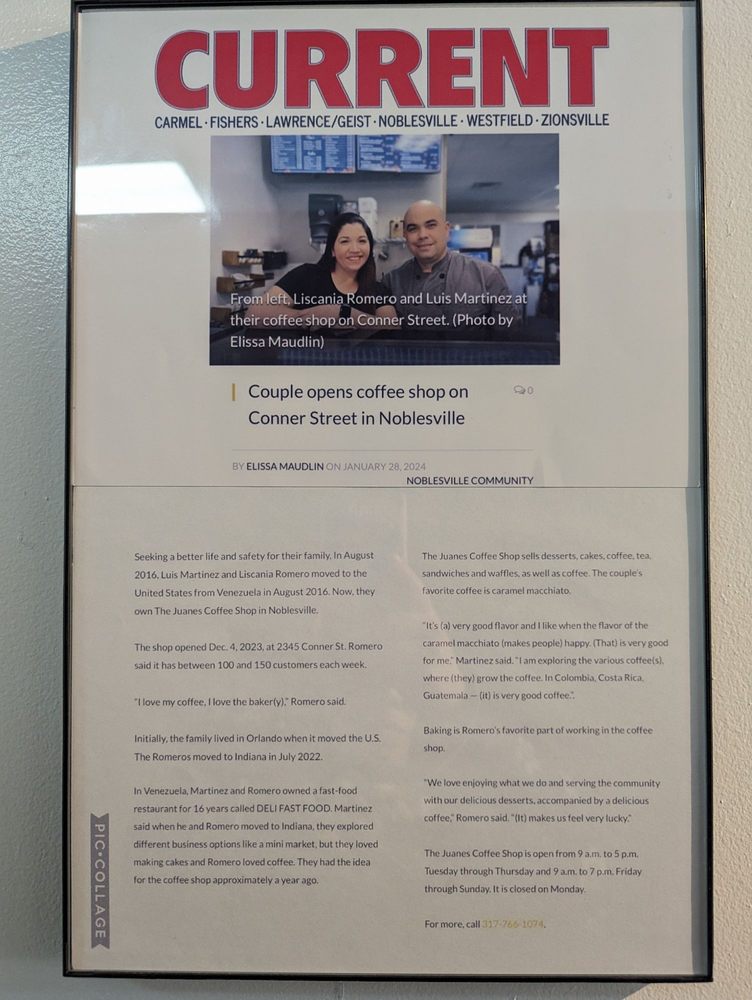 CURRENT
CARMEL · FISHERS · LAWRENCE/GEIST · NOBLESVILLE · WESTFIELD · ZIONSVILLE
From left, Liscania Romero and Luis Martinez at
their coffee shop on Conner Street. (Photo by
Elissa Maudlin)
Couple opens coffee shop on
Conner Street in Noblesville
0
BY ELISSA MAUDLIN ON JANUARY 28, 2024
NOBLESVILLE COMMUNITY
Seeking a better life and safety for their family, In August
2016, Luis Martinez and Liscania Romero moved to the
United States from Venezuela in August 2016. Now, they
own The Juanes Coffee Shop in Noblesville.
The shop opened Dec. 4, 2023, at 2345 Conner St. Romero
said it has between 100 and 150 customers each week.
"I love my coffee, I love the baker(y)," Romero said.
Initially, the family lived in Orlando when it moved the U.S.
The Romeros moved to Indiana in July 2022.
In Venezuela, Martinez and Romero owned a fast-food
restaurant for 16 years called DELI FAST FOOD. Martinez
said when he and Romero moved to Indiana, they explored
different business options like a mini market, but they loved
making cakes and Romero loved coffee. They had the idea
for the coffee shop approximately a year ago.
The Juanes Coffee Shop sells desserts, cakes, coffee, tea,
sandwiches and waffles, as well as coffee. The couple's
favorite coffee is caramel macchiato.
"It's (a) very good flavor and I like when the flavor of the
caramel macchiato (makes people) happy. (That) is very good
for me," Martinez said. "I am exploring the various coffee(s),
where (they) grow the coffee. In Colombia, Costa Rica,
Guatemala — (it) is very good coffee.".
Baking is Romero's favorite part of working in the coffee
shop.
"We love enjoying what we do and serving the community
with our delicious desserts, accompanied by a delicious
coffee," Romero said. "(It) makes us feel very lucky."
The Juanes Coffee Shop is open from 9 a.m. to 5 p.m.
Tuesday through Thursday and 9 a.m. to 7 p.m. Friday
through Sunday. It is closed on Monday.
For more, call 317-766-1074.
PIC•COLLAGE